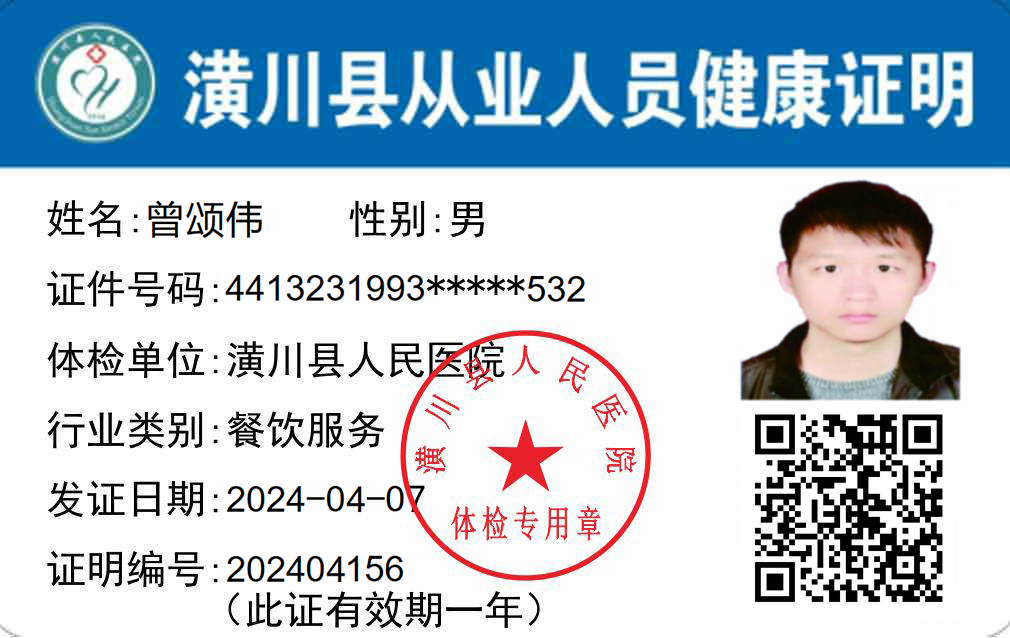 潢川县从业人员健康证明
姓名:曾颂伟 性别:男
证件号码:4413231993*****532
体检单位:潢川县人民医院
行业类别:餐饮服务
发证日期:2024-04-07
证明编号:202404156
(此证有效期一年)
潢川县人民医院
体检专用章